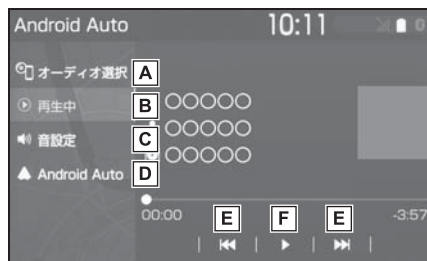 Android Auto 10:11
オーディオ選択 A
再生中 B ○○○○○
音設定 C ○○○○○
○○○○○
Android Auto D
00:00 E F E -3:57